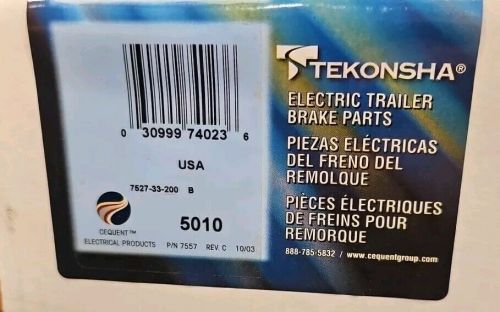 0 30999 74023 6
USA
7527-33-200 B
CEQUENT™
ELECTRICAL PRODUCTS
5010
P/N 7557 REV. C 10/03
TEKONSHA®
ELECTRIC TRAILER
BRAKE PARTS
PIEZAS ELÉCTRICAS
DEL FRENO DEL
REMOLQUE
PIÈCES ÉLECTRIQUES
DE FREINS POUR
REMORQUE
888-785-5832 / www.cequentgroup.com